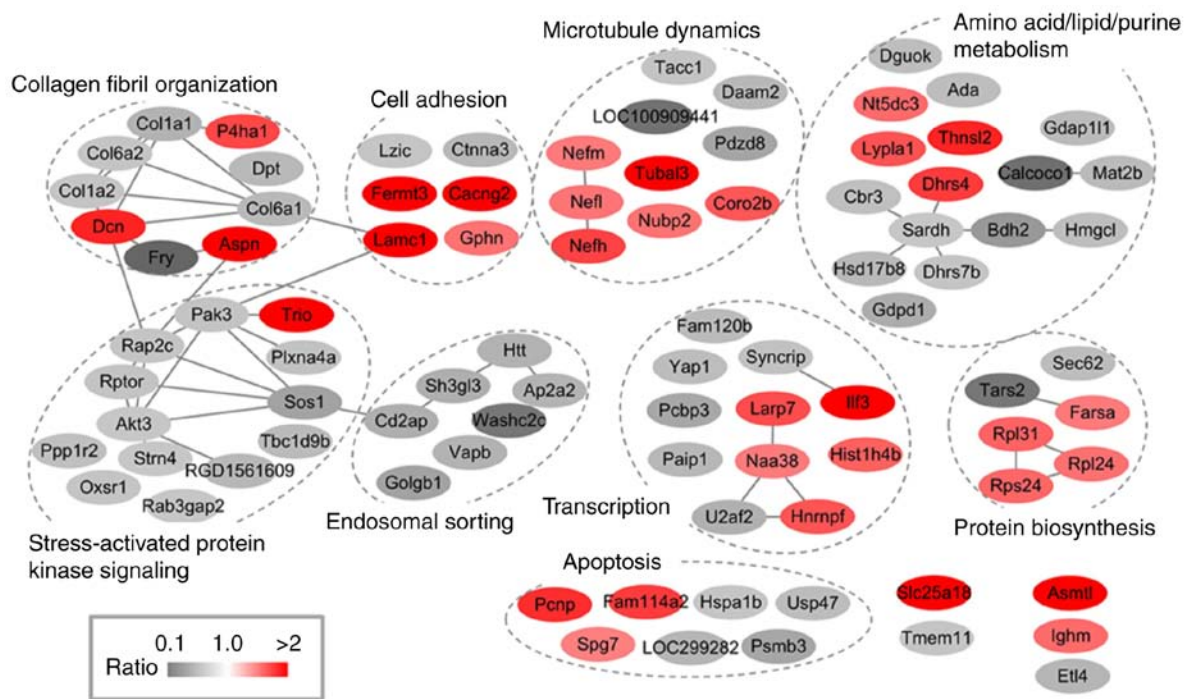 Collagen fibril organization
Col1a1
P4ha1
Col6a2
Dpt
Col1a2
Col6a1
Dcn
Aspn
Fry
Cell adhesion
Lzic
Ctnna3
Fermt3
Cacng2
Lamc1
Gphn
Microtubule dynamics
Tacc1
Daam2
LOC100909441
Pdzd8
Nefm
Tubal3
Nefl
Coro2b
Nubp2
Nefh
Amino acid/lipid/purine
metabolism
Dguok
Ada
Nt5dc3
Gdap1l1
Thnsl2
Lypla1
Calcoco1
Mat2b
Dhrs4
Cbr3
Sardh
Bdh2
Hmgcl
Hsd17b8
Dhrs7b
Gdpd1
Pak3
Trio
Rap2c
Plxna4a
Rptor
Sos1
Akt3
Tbc1d9b
Ppp1r2
Strn4
RGD1561609
Oxsr1
Rab3gap2
Stress-activated protein
kinase signaling
Htt
Sh3gl3
Ap2a2
Cd2ap
Washc2c
Vapb
Golgb1
Endosomal sorting
Fam120b
Yap1
Syncrip
Pcbp3
Larp7
Ilf3
Paip1
Naa38
Hist1h4b
U2af2
Hnrnpf
Transcription
Sec62
Tars2
Farsa
Rpl31
Rpl24
Rps24
Protein biosynthesis
Apoptosis
Pcnp
Fam114a2
Hspa1b
Usp47
Spg7
LOC299282
Psmb3
Slc25a18
Tmem11
Asmtl
Ighm
Etl4
0.1 1.0 >2
Ratio